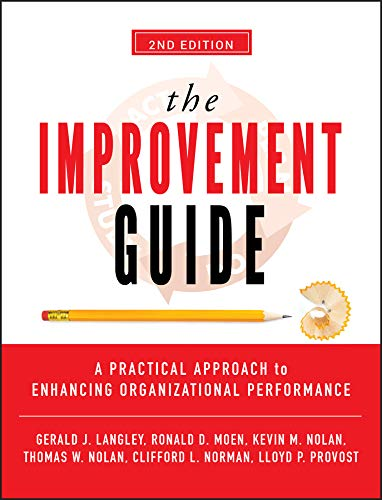 2ND EDITION
the
IMPROVEMENT
GUIDE
A PRACTICAL APPROACH to
ENHANCING ORGANIZATIONAL PERFORMANCE
GERALD J. LANGLEY, RONALD D. MOEN, KEVIN M. NOLAN,
THOMAS W. NOLAN, CLIFFORD L. NORMAN, LLOYD P. PROVOST